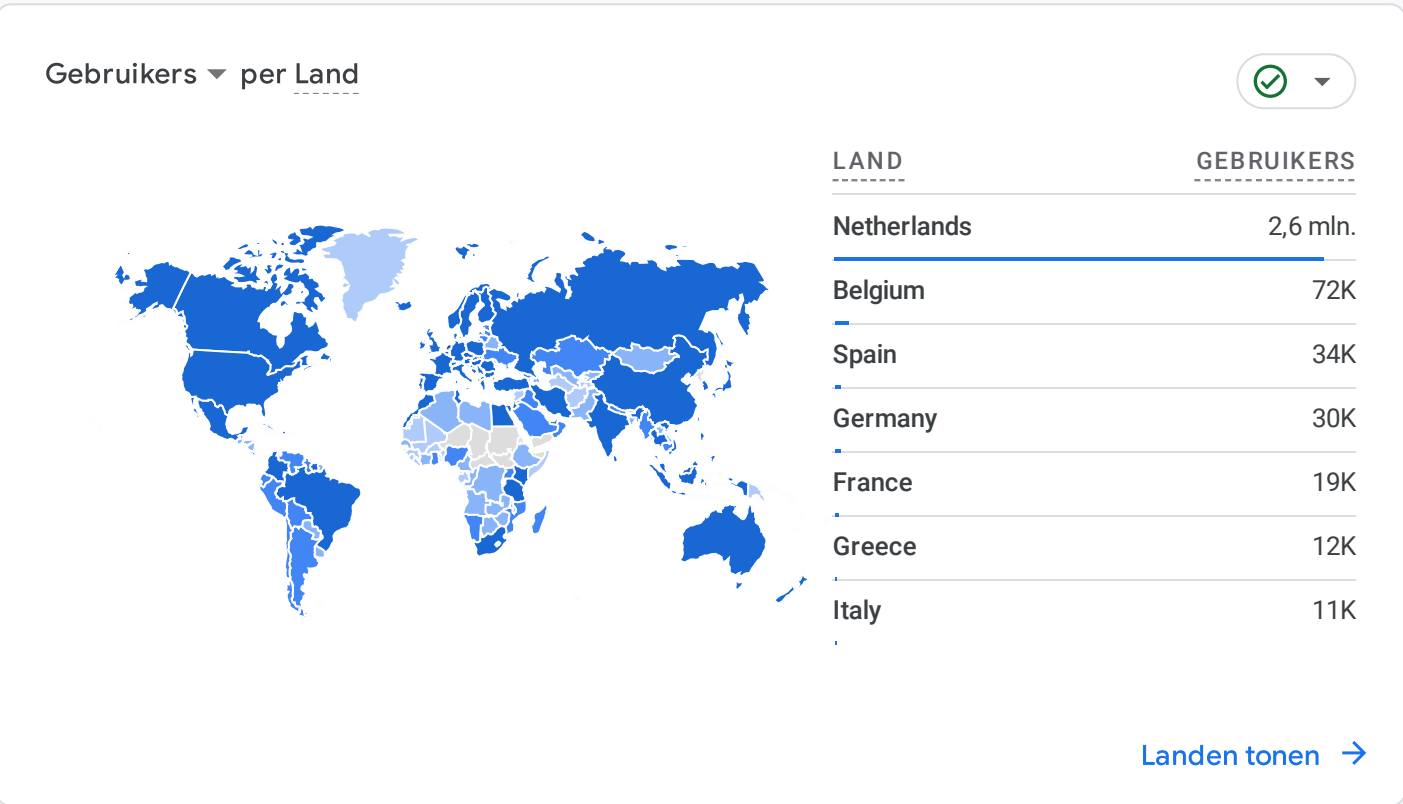 Gebruikers per Land
LAND GEBRUIKERS
Netherlands 2,6 mln.
Belgium 72K
Spain 34K
Germany 30K
France 19K
Greece 12K
Italy 11K
Landen tonen